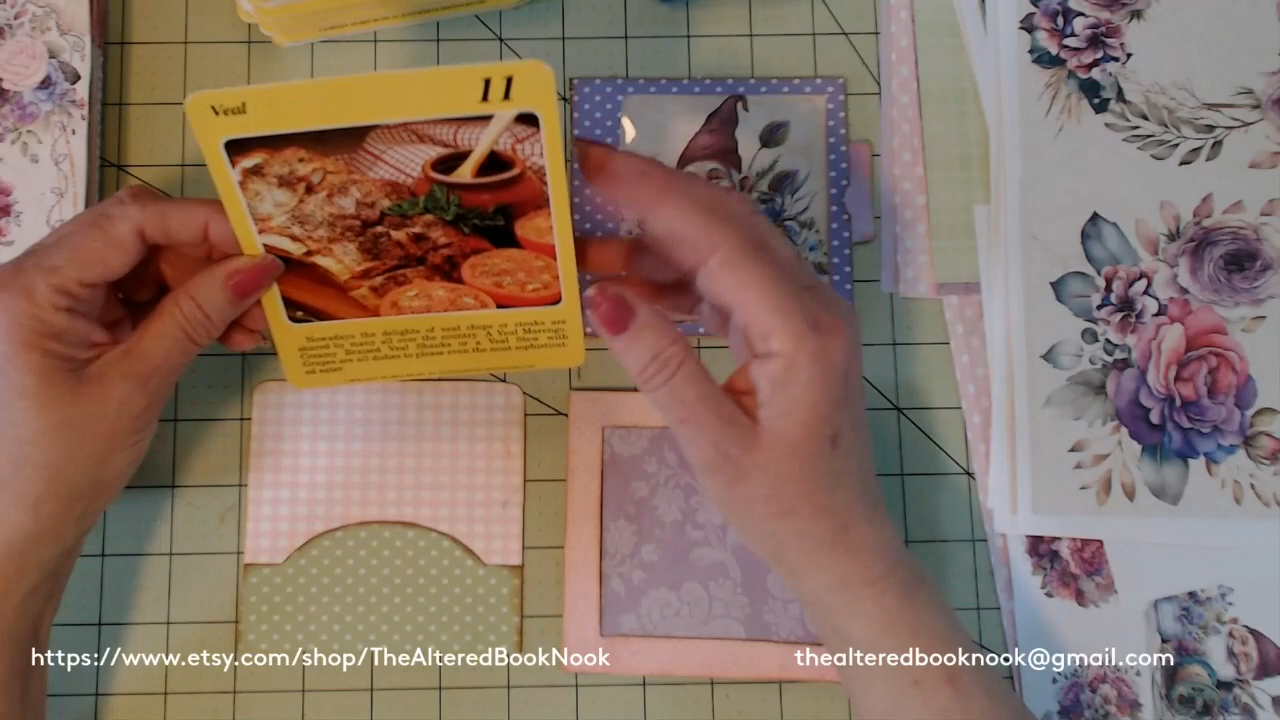 Veal
11
Nowadays the delights of veal chops or steaks are
shared by many all over the country. A Veal Marengo,
Creamy Braised Veal Shanks or a Veal Stew with
Grapes are all dishes to please even the most sophisticat-
ed eater.
https://www.etsy.com/shop/TheAlteredBookNook
thealteredbooknook@gmail.com